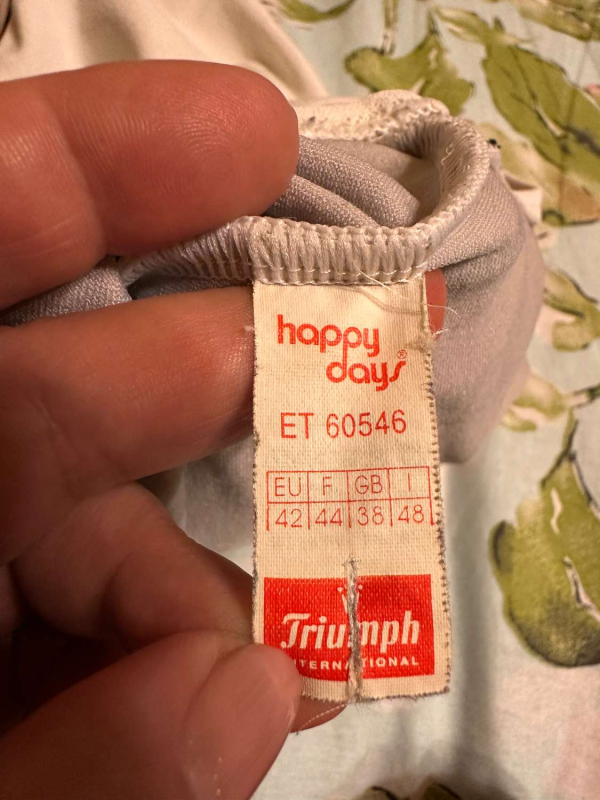 happy
days®
ET 60546
EU F GB I
42 44 38 48
Triumph
INTERNATIONAL